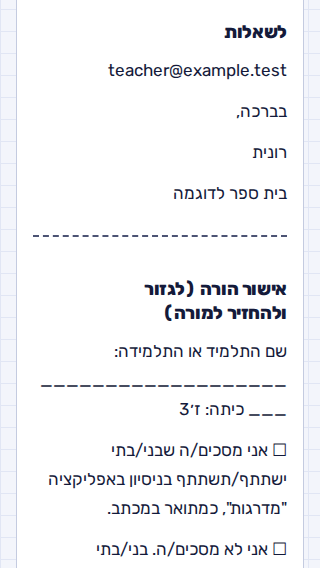 לשאלות
teacher@example.test
בברכה,
רונית
בית ספר לדוגמה
אישור הורה (לגזור
ולהחזיר למורה)
שם התלמיד או התלמידה:
___________________
___ כיתה: ז'3
☐ אני מסכים/ה שבני/בתי
ישתתף/תשתתף בניסיון באפליקציה
"מדרגות", כמתואר במכתב.
☐ אני לא מסכים/ה. בני/בתי